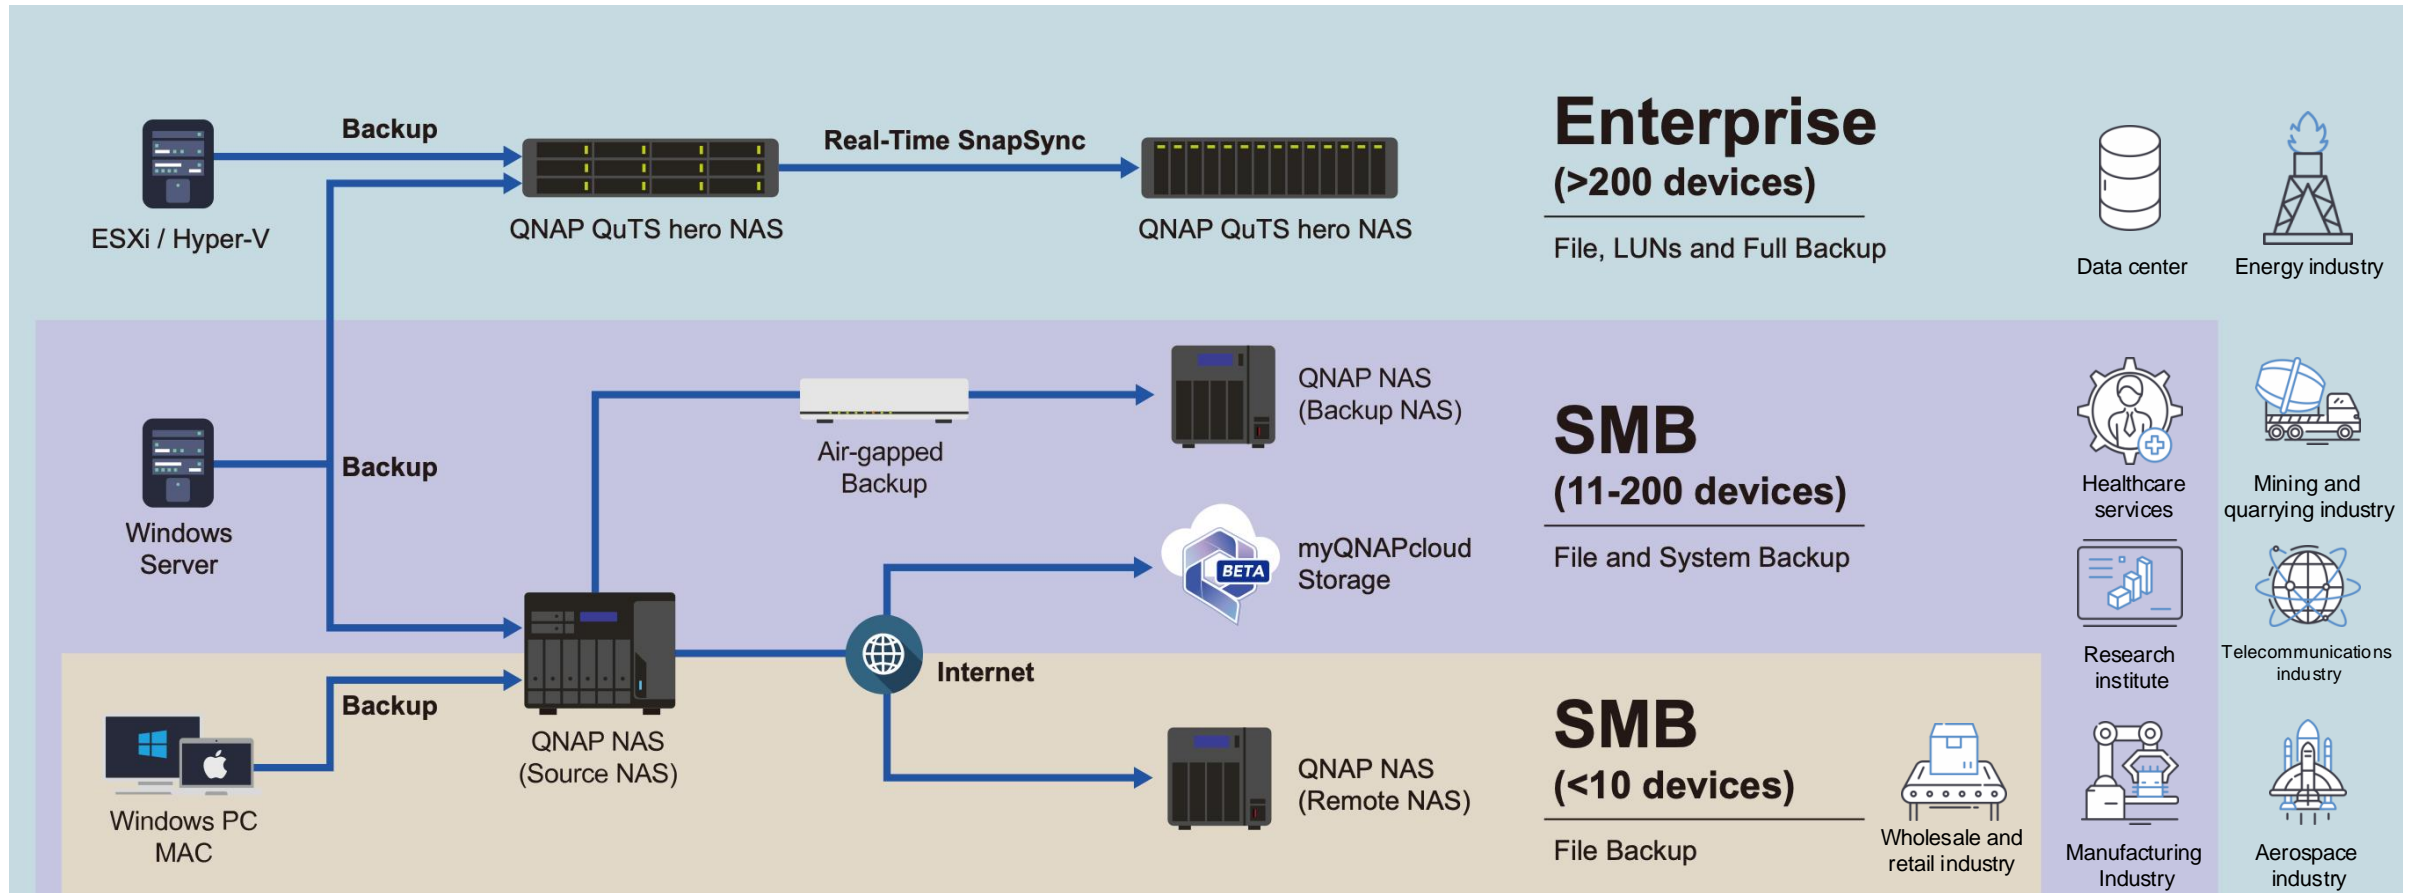 Backup
Real-Time SnapSync
ESXi / Hyper-V
QNAP QuTS hero NAS
QNAP QuTS hero NAS
Enterprise
(>200 devices)
File, LUNs and Full Backup
Data center
Energy industry
Backup
Windows
Server
Air-gapped
Backup
QNAP NAS
(Backup NAS)
BETA
myQNAPcloud
Storage
SMB
(11-200 devices)
File and System Backup
Healthcare
services
Mining and
quarrying industry
Research
institute
Telecommunications
industry
Backup
Windows PC
MAC
QNAP NAS
(Source NAS)
Internet
QNAP NAS
(Remote NAS)
SMB
(<10 devices)
File Backup
Wholesale and
retail industry
Manufacturing
Industry
Aerospace
industry